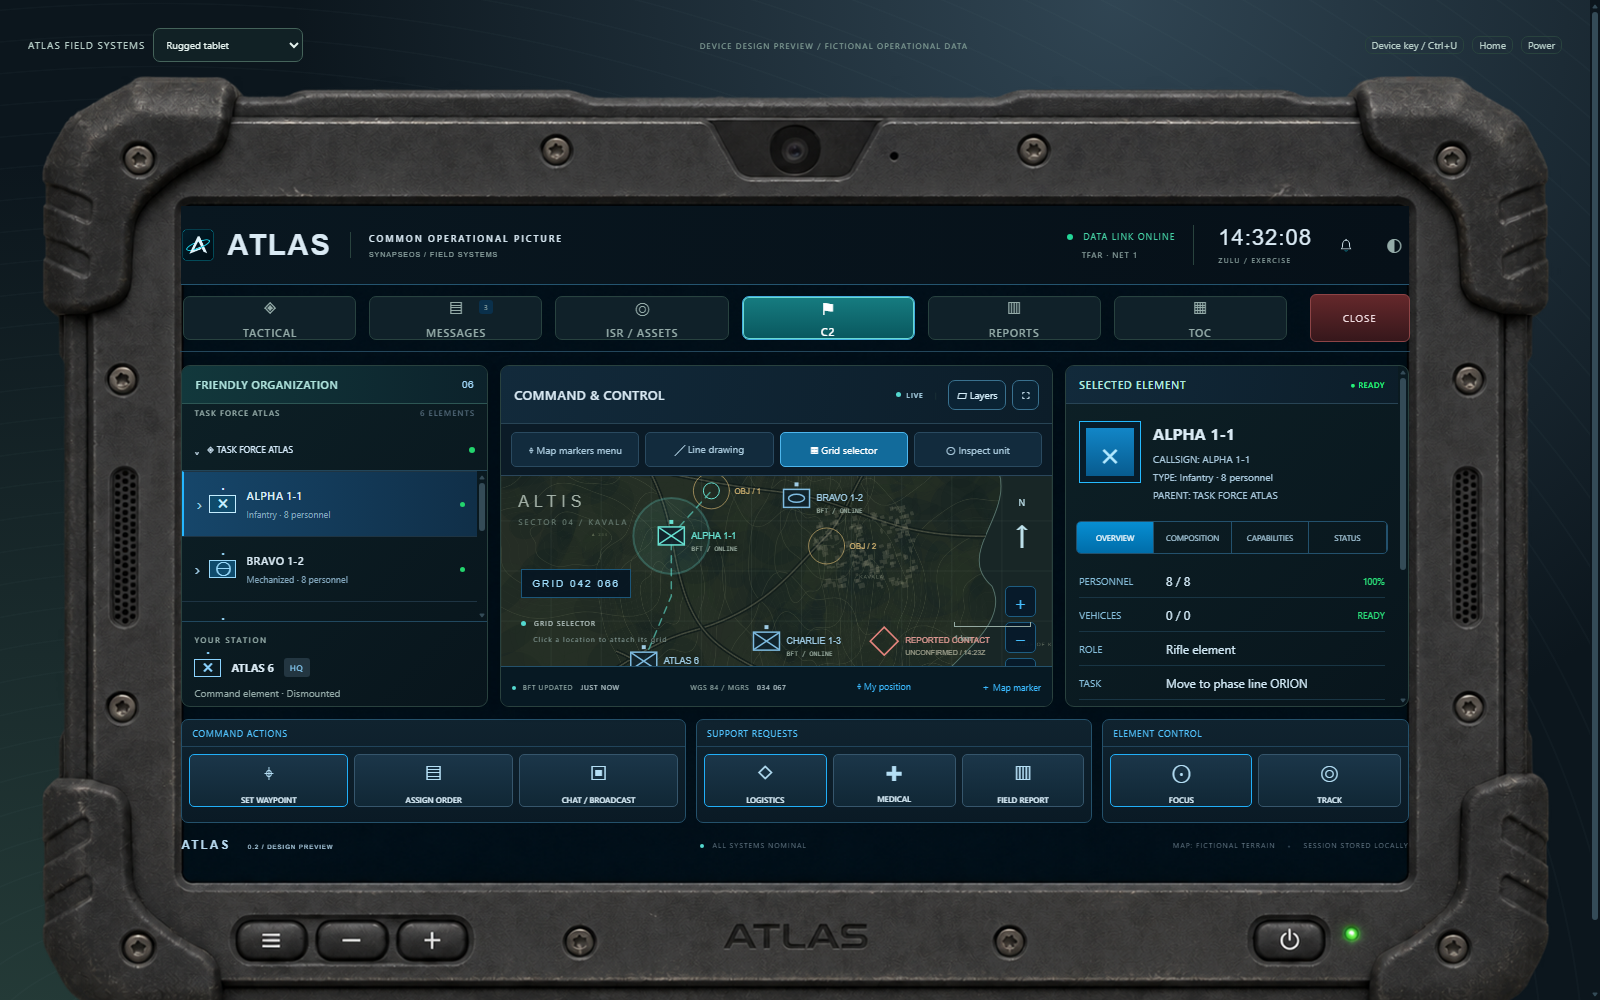 ATLAS FIELD SYSTEMS
Rugged tablet
DEVICE DESIGN PREVIEW / FICTIONAL OPERATIONAL DATA
Device key / Ctrl+U
Home
Power
ATLAS
COMMON OPERATIONAL PICTURE
SYNAPSEOS / FIELD SYSTEMS
DATA LINK ONLINE
TFAR · NET 1
14:32:08
ZULU / EXERCISE
TACTICAL
MESSAGES
3
ISR / ASSETS
C2
REPORTS
TOC
CLOSE
FRIENDLY ORGANIZATION
06
TASK FORCE ATLAS
6 ELEMENTS
TASK FORCE ATLAS
ALPHA 1-1
Infantry · 8 personnel
BRAVO 1-2
Mechanized · 8 personnel
YOUR STATION
ATLAS 6
HQ
Command element · Dismounted
COMMAND & CONTROL
LIVE
Layers
Map markers menu
Line drawing
Grid selector
Inspect unit
ALTIS
SECTOR 04 / KAVALA
OBJ / 1
BRAVO 1-2
BFT / ONLINE
N
ALPHA 1-1
BFT / ONLINE
OBJ / 2
KAVALA
GRID 042 066
GRID SELECTOR
Click a location to attach its grid
CHARLIE 1-3
BFT / ONLINE
REPORTED CONTACT
UNCONFIRMED / 14:23Z
ATLAS 6
BFT UPDATED JUST NOW
WGS 84 / MGRS 034 067
My position
+ Map marker
SELECTED ELEMENT
READY
ALPHA 1-1
CALLSIGN: ALPHA 1-1
TYPE: Infantry · 8 personnel
PARENT: TASK FORCE ATLAS
OVERVIEW
COMPOSITION
CAPABILITIES
STATUS
PERSONNEL 8 / 8 100%
VEHICLES 0 / 0 READY
ROLE Rifle element
TASK Move to phase line ORION
COMMAND ACTIONS
SET WAYPOINT
ASSIGN ORDER
CHAT / BROADCAST
SUPPORT REQUESTS
LOGISTICS
MEDICAL
FIELD REPORT
ELEMENT CONTROL
FOCUS
TRACK
ATLAS
0.2 / DESIGN PREVIEW
ALL SYSTEMS NOMINAL
MAP: FICTIONAL TERRAIN
SESSION STORED LOCALLY
ATLAS